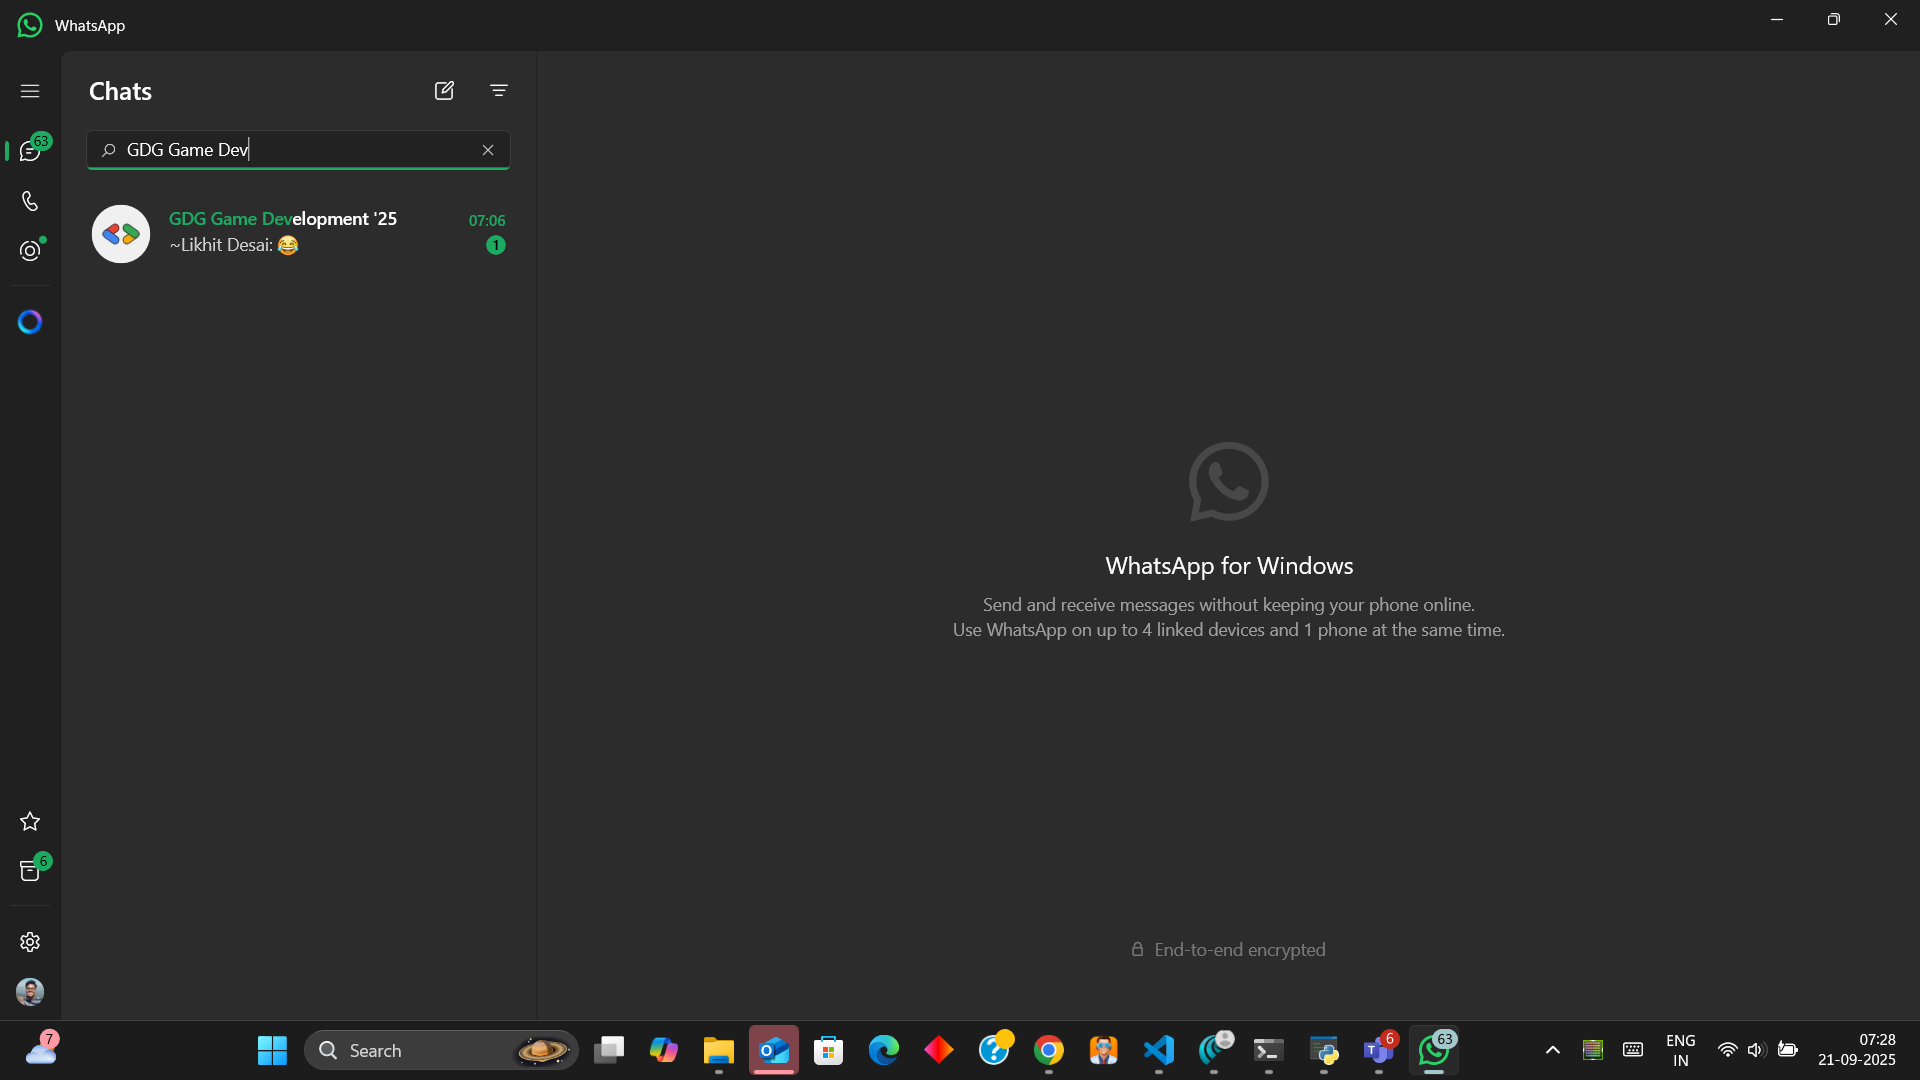 WhatsApp
Chats
63
GDG Game Dev
GDG Game Development '25
07:06
~Likhit Desai: 😂
1
WhatsApp for Windows
Send and receive messages without keeping your phone online.
Use WhatsApp on up to 4 linked devices and 1 phone at the same time.
6
End-to-end encrypted
7
Search
6
63
ENG
IN
07:28
21-09-2025